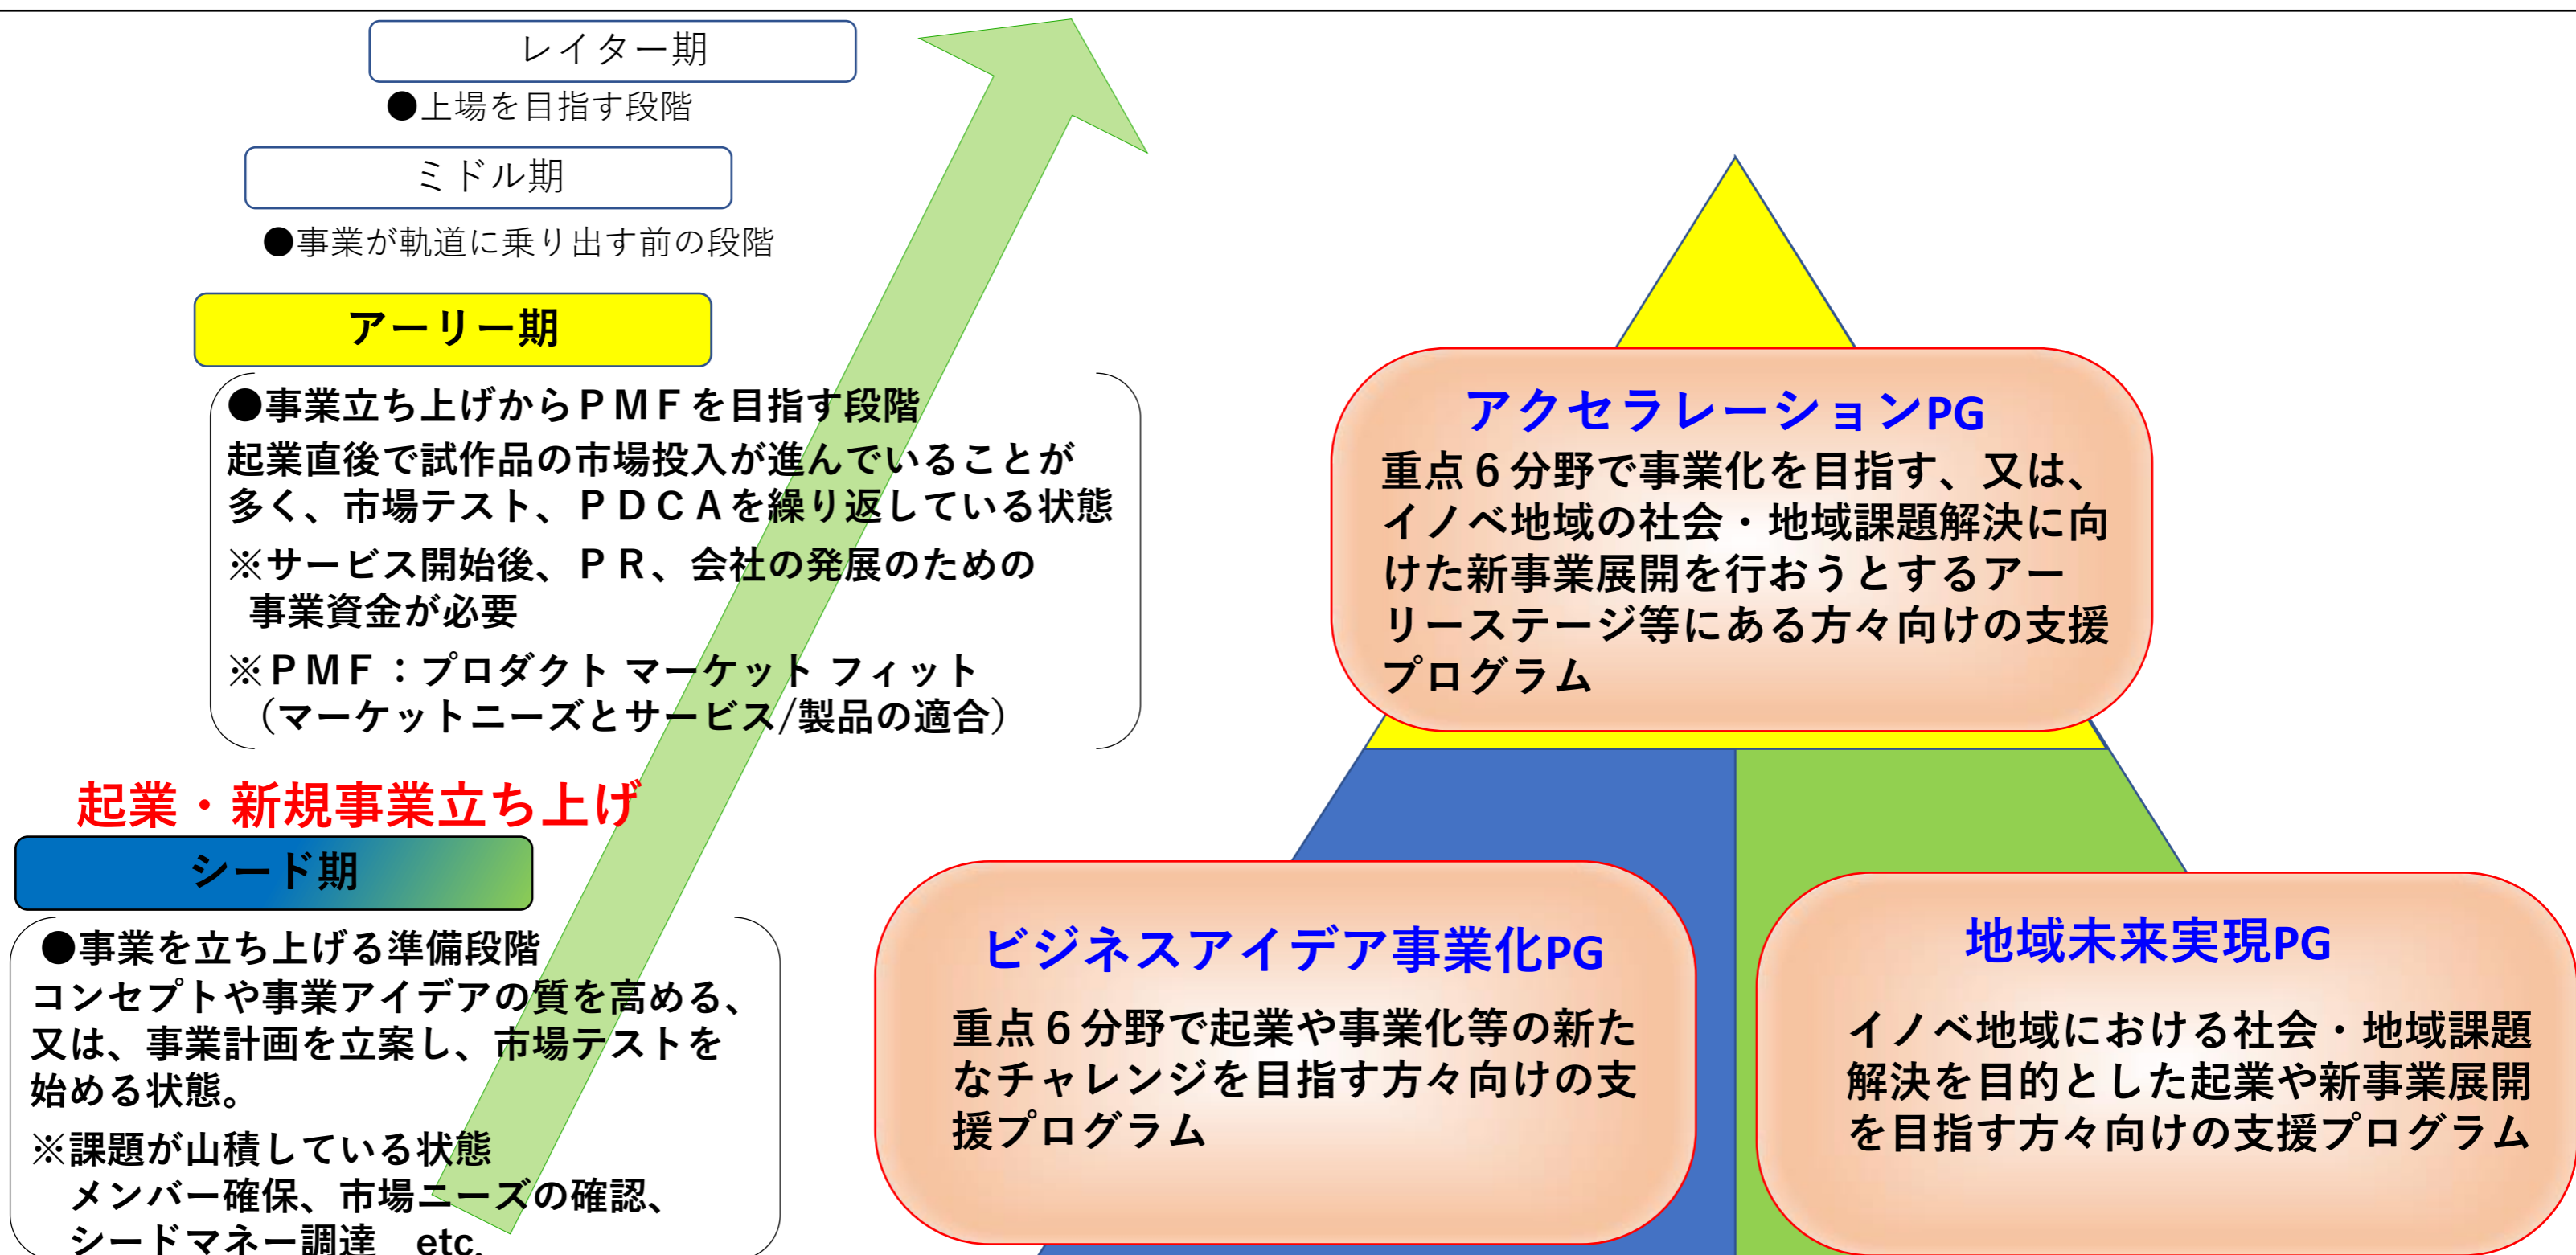 レイター期
●上場を目指す段階
ミドル期
●事業が軌道に乗り出す前の段階
アーリー期
●事業立ち上げからＰＭＦを目指す段階
起業直後で試作品の市場投入が進んでいることが
多く、市場テスト、ＰＤＣＡを繰り返している状態
※サービス開始後、ＰＲ、会社の発展のための
事業資金が必要
※ＰＭＦ：プロダクト マーケット フィット
（マーケットニーズとサービス/製品の適合）
起業・新規事業立ち上げ
シード期
●事業を立ち上げる準備段階
コンセプトや事業アイデアの質を高める、
又は、事業計画を立案し、市場テストを
始める状態。
※課題が山積している状態
メンバー確保、市場ニーズの確認、
シードマネー調達　etc.
アクセラレーションPG
重点６分野で事業化を目指す、又は、
イノベ地域の社会・地域課題解決に向
けた新事業展開を行おうとするアー
リーステージ等にある方々向けの支援
プログラム
ビジネスアイデア事業化PG
重点６分野で起業や事業化等の新た
なチャレンジを目指す方々向けの支
援プログラム
地域未来実現PG
イノベ地域における社会・地域課題
解決を目的とした起業や新事業展開
を目指す方々向けの支援プログラム